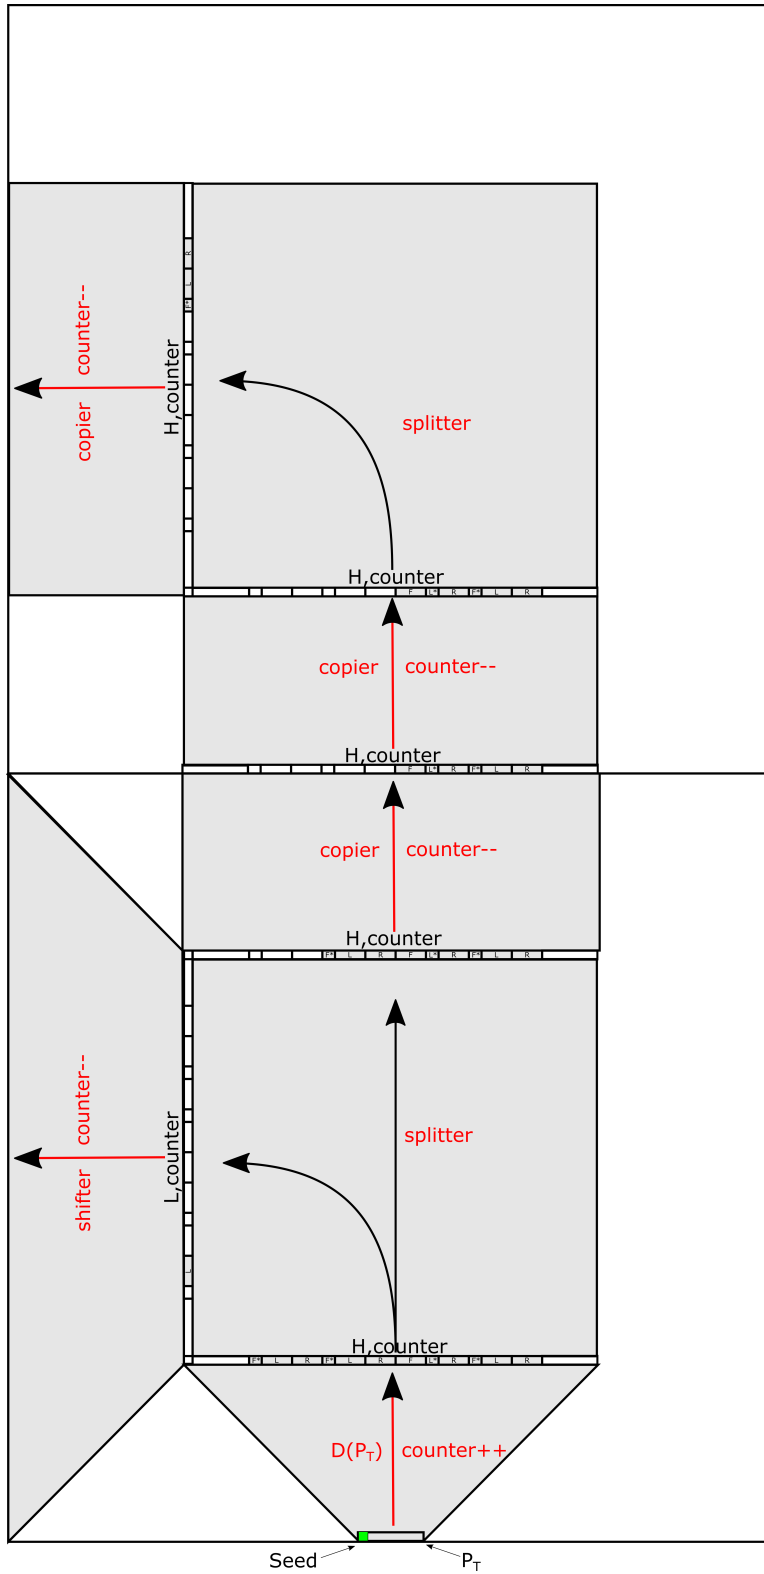 R
L
F*
counter--
copier
H,counter
splitter
H,counter
F L* R F* L R
copier counter--
H,counter
F L* R F* L R
copier counter--
H,counter
F* L R F L* R F* L R
counter--
shifter
L,counter
splitter
L
H,counter
F* L R F* L R F L* R F* L R
D(P_T) counter++
Seed P_T